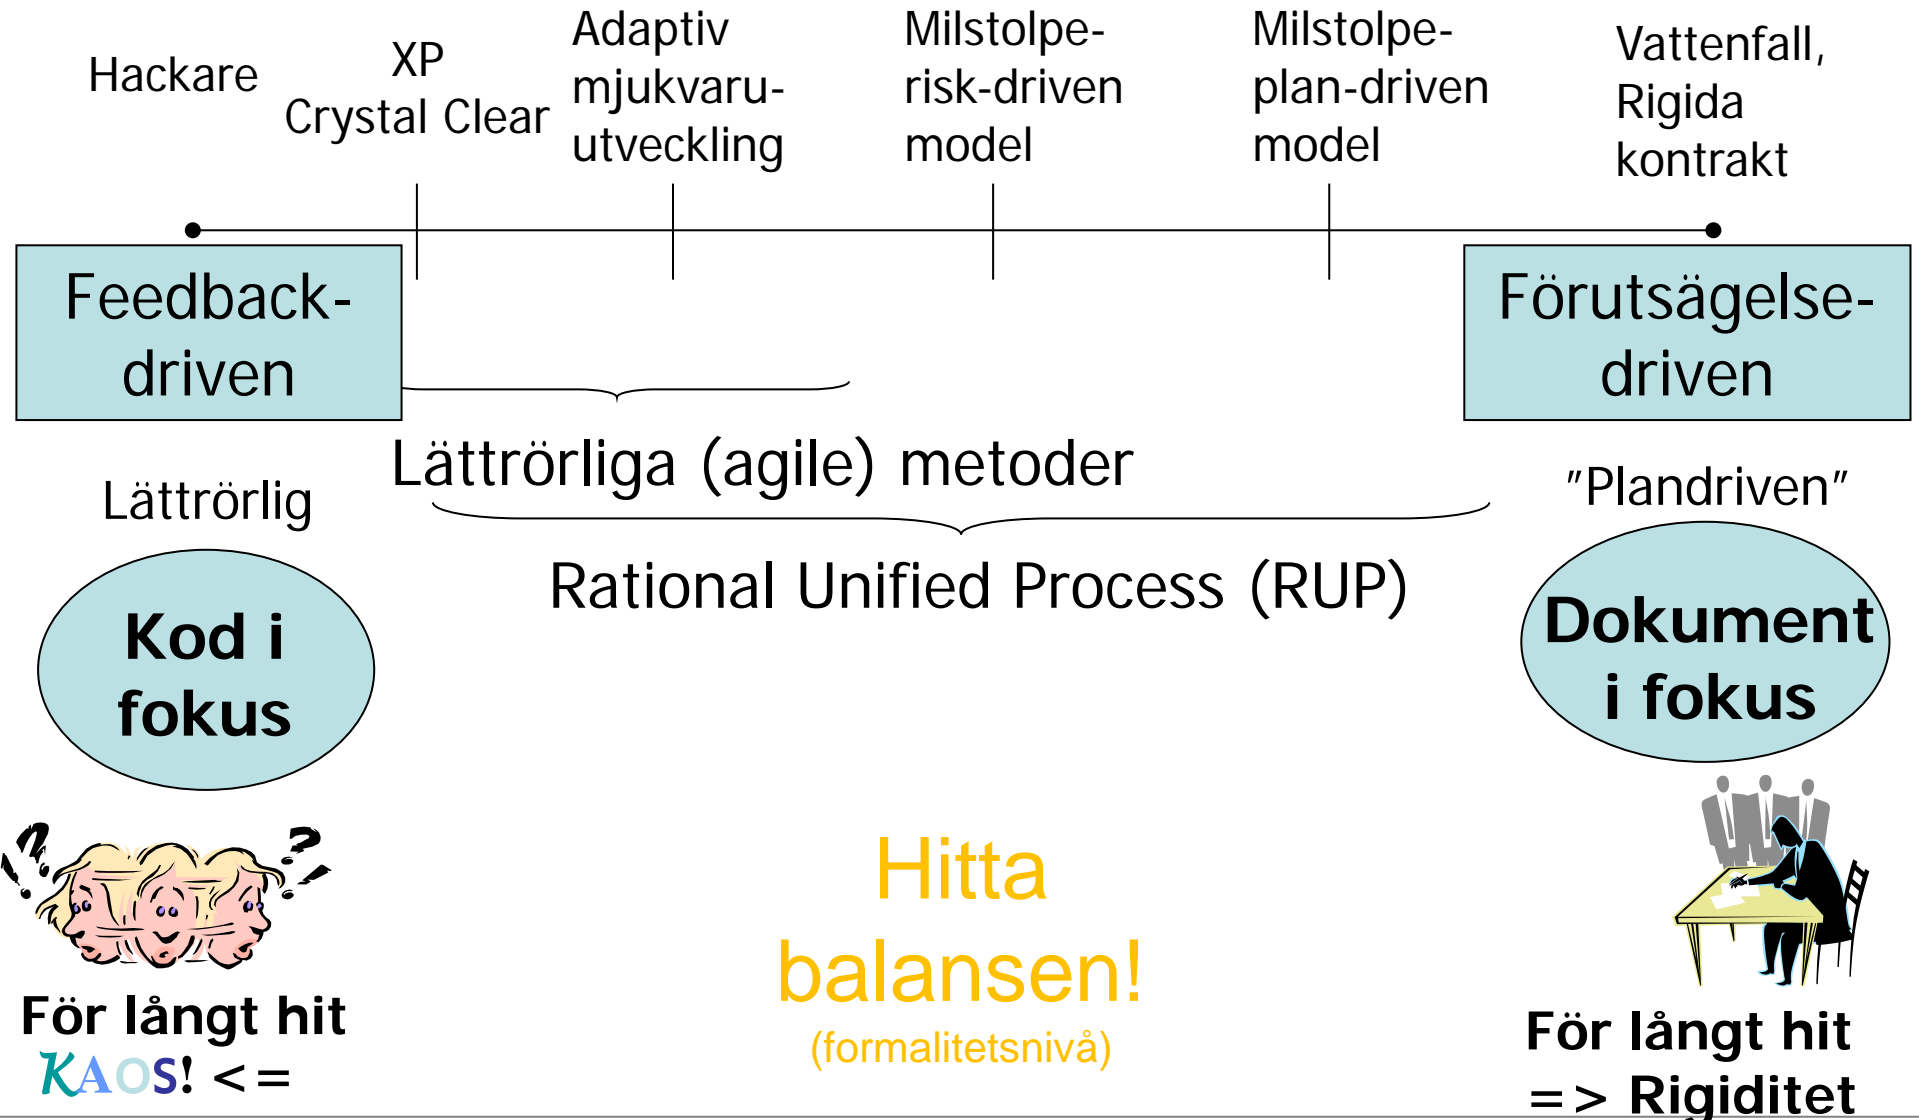 Hackare
XP
Crystal Clear
Adaptiv
mjukvaru-
utveckling
Milstolpe-
risk-driven
model
Milstolpe-
plan-driven
model
Vattenfall,
Rigida
kontrakt
Feedback-
driven
Förutsägelse-
driven
Lättrörliga (agile) metoder
Lättrörlig
"Plandriven"
Rational Unified Process (RUP)
Kod i
fokus
Dokument
i fokus
!?
?!
Hitta
balansen!
(formalitetsnivå)
För långt hit
KAOS! <=
För långt hit
=> Rigiditet